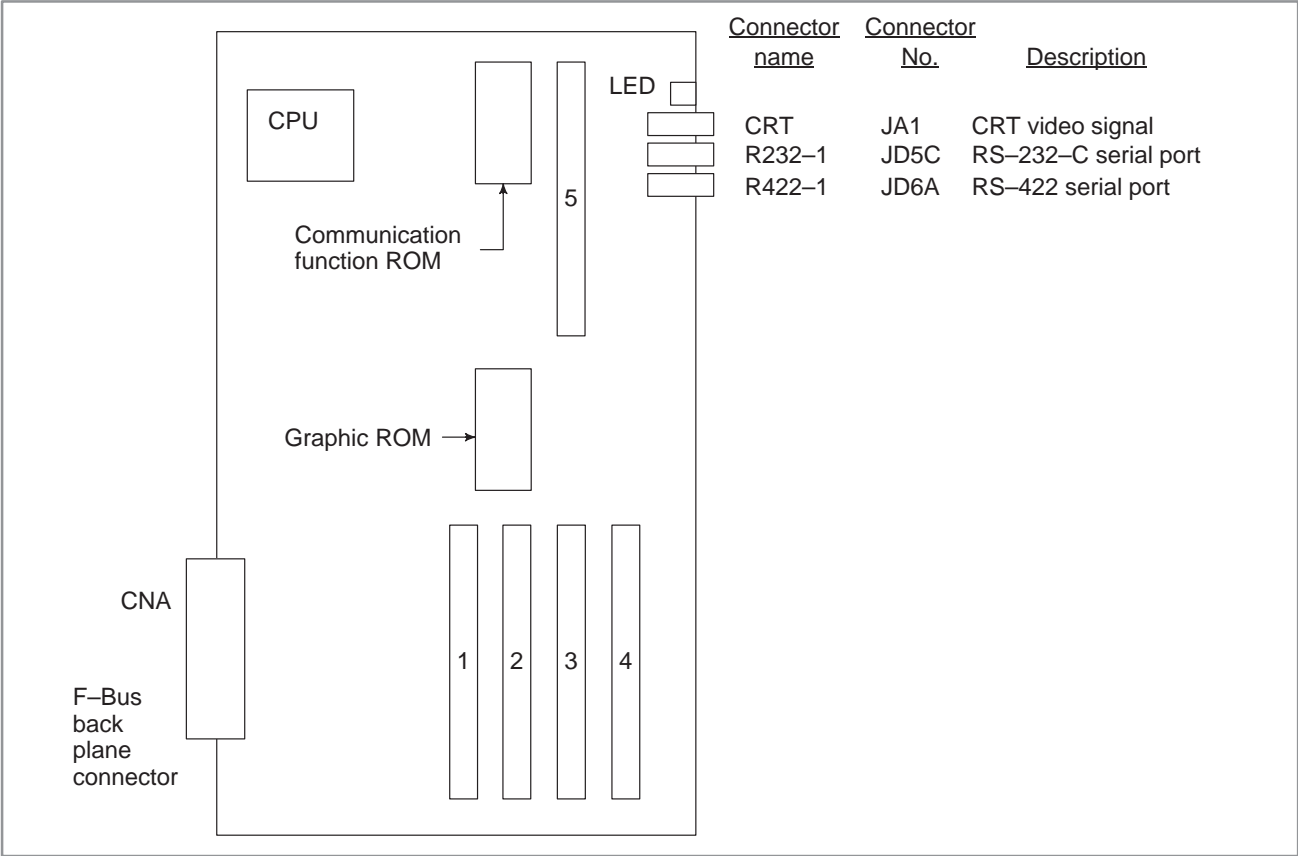 Connector name Connector No. Description
LED
CPU
CRT JA1 CRT video signal
R232–1 JD5C RS–232–C serial port
R422–1 JD6A RS–422 serial port
5
Communication
function ROM
Graphic ROM
CNA
1 2 3 4
F–Bus
back
plane
connector